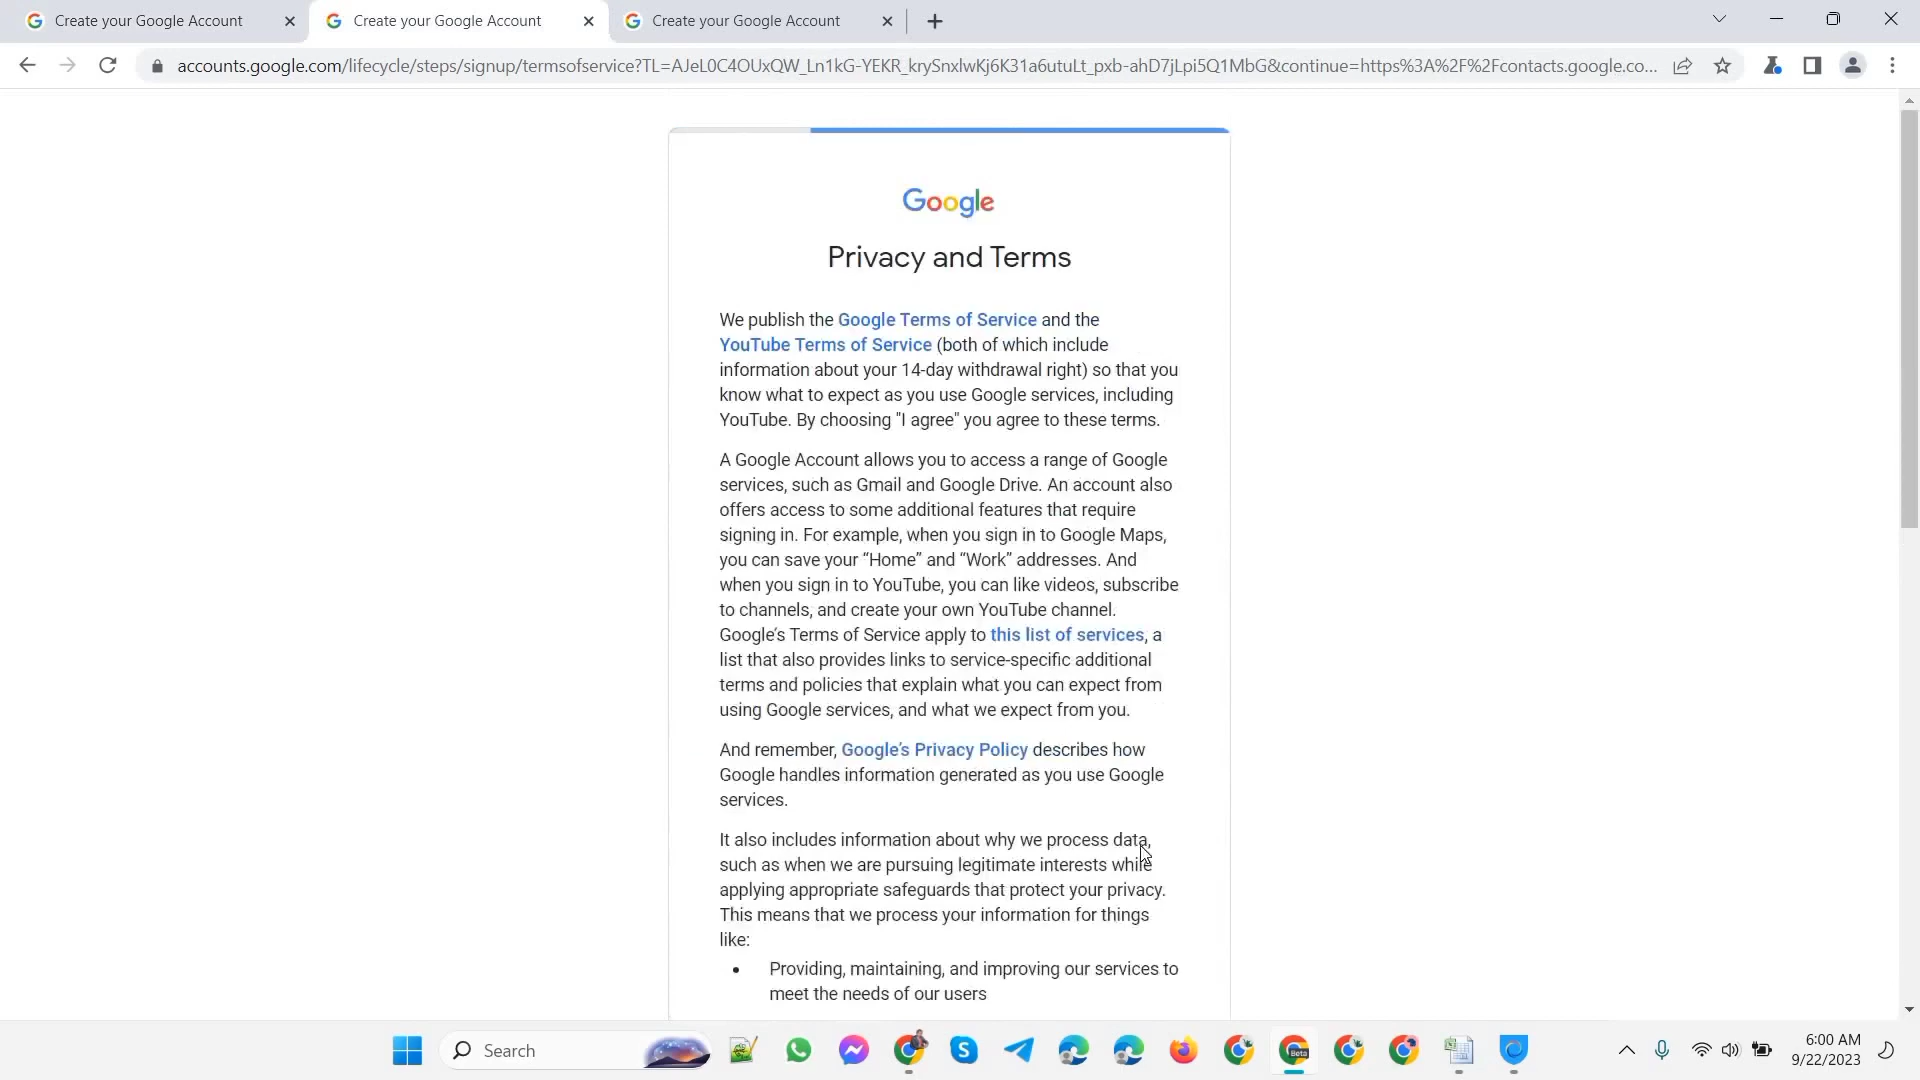 Create your Google Account
Create your Google Account
Create your Google Account
accounts.google.com/lifecycle/steps/signup/termsofservice?TL=AJeL0C4OUxQW_Ln1kG-YEKR_krySnxlwKj6K31a6utuLt_pxb-ahD7jLpi5Q1MbG&continue=https%3A%2F%2Fcontacts.google.co...
Google
Privacy and Terms
We publish the Google Terms of Service and the
YouTube Terms of Service (both of which include
information about your 14-day withdrawal right) so that you
know what to expect as you use Google services, including
YouTube. By choosing "I agree" you agree to these terms.
A Google Account allows you to access a range of Google
services, such as Gmail and Google Drive. An account also
offers access to some additional features that require
signing in. For example, when you sign in to Google Maps,
you can save your “Home” and “Work” addresses. And
when you sign in to YouTube, you can like videos, subscribe
to channels, and create your own YouTube channel.
Google’s Terms of Service apply to this list of services, a
list that also provides links to service-specific additional
terms and policies that explain what you can expect from
using Google services, and what we expect from you.
And remember, Google’s Privacy Policy describes how
Google handles information generated as you use Google
services.
It also includes information about why we process data,
such as when we are pursuing legitimate interests while
applying appropriate safeguards that protect your privacy.
This means that we process your information for things
like:
• Providing, maintaining, and improving our services to
meet the needs of our users
Search
Beta
6:00 AM
9/22/2023